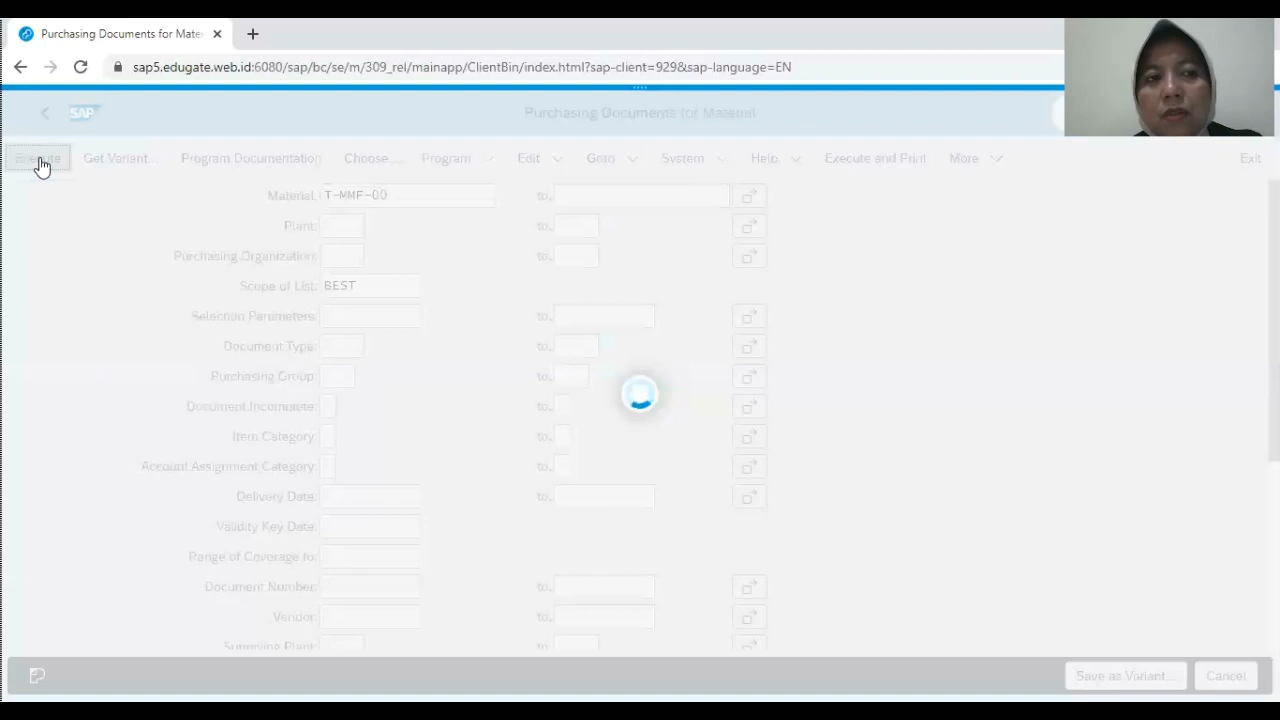 Purchasing Documents for Mate
sap5.edugate.web.id:6080/sap/bc/se/m/309_rel/mainapp/ClientBin/index.html?sap-client=929&sap-language=EN
SAP Purchasing Documents for Material
Execute Get Variant... Program Documentation Choose... Program Edit Goto System Help Execute and Print More Exit
Material: T-MMF-00 to:
Plant: to:
Purchasing Organization: to:
Scope of List: BEST
Selection Parameters: to:
Document Type: to:
Purchasing Group: to:
Document Incomplete: to:
Item Category: to:
Account Assignment Category: to:
Delivery Date: to:
Validity Key Date:
Range of Coverage to:
Document Number: to:
Vendor: to:
Supplying Plant: to:
Save as Variant... Cancel